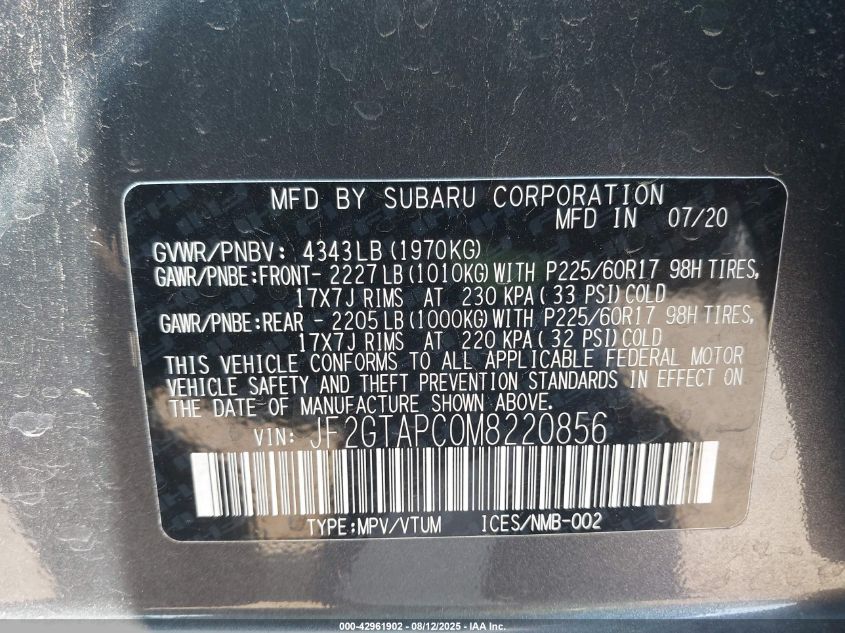 MFD BY SUBARU CORPORATION
MFD IN 07/20
GVWR/PNBV: 4343LB (1970KG)
GAWR/PNBE:FRONT- 2227 LB (1010KG) WITH P225/60R17 98H TIRES,
17X7J RIMS AT 230 KPA ( 33 PSI) COLD
GAWR/PNBE:REAR - 2205 LB (1000KG) WITH P225/60R17 98H TIRES,
17X7J RIMS AT 220 KPA ( 32 PSI) COLD
THIS VEHICLE CONFORMS TO ALL APPLICABLE FEDERAL MOTOR
VEHICLE SAFETY AND THEFT PREVENTION STANDARDS IN EFFECT ON
THE DATE OF MANUFACTURE SHOWN ABOVE.
VIN: JF2GTAPC0M8220856
TYPE:MPV/VTUM ICES/NMB-002
000-42961902 - 08/12/2025 - IAA Inc.